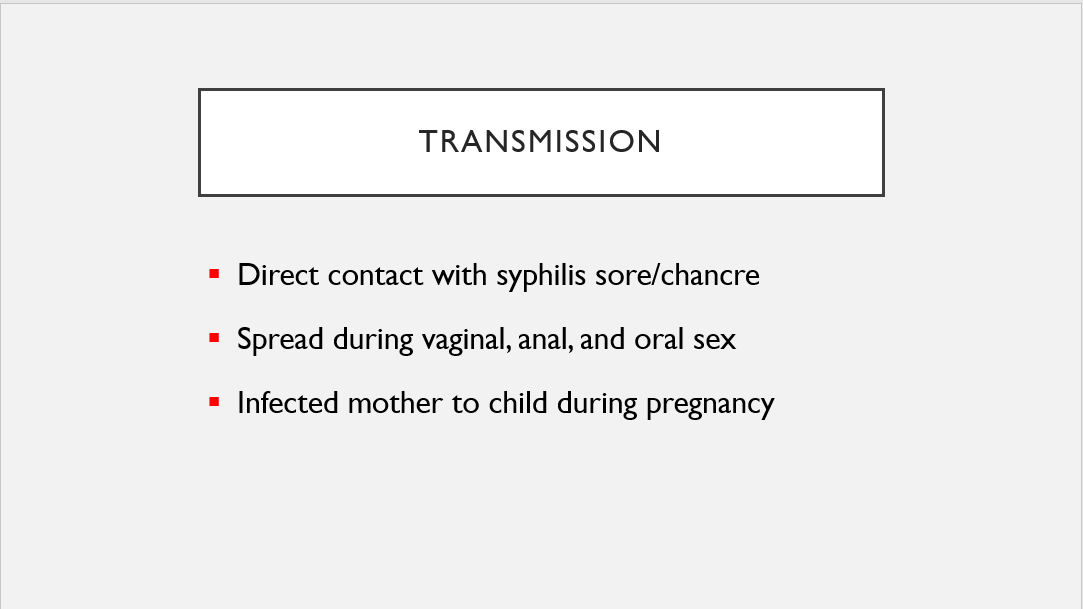 TRANSMISSION
▪ Direct contact with syphilis sore/chancre
▪ Spread during vaginal, anal, and oral sex
▪ Infected mother to child during pregnancy